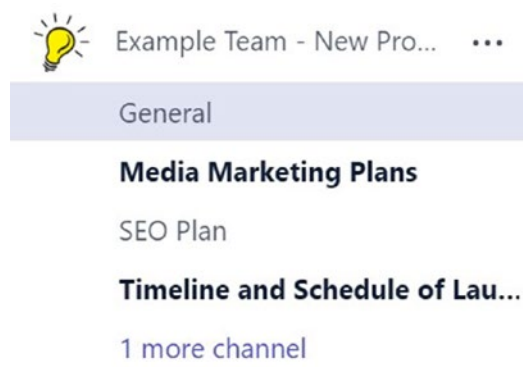 Example Team - New Pro... ...
General
Media Marketing Plans
SEO Plan
Timeline and Schedule of Lau...
1 more channel